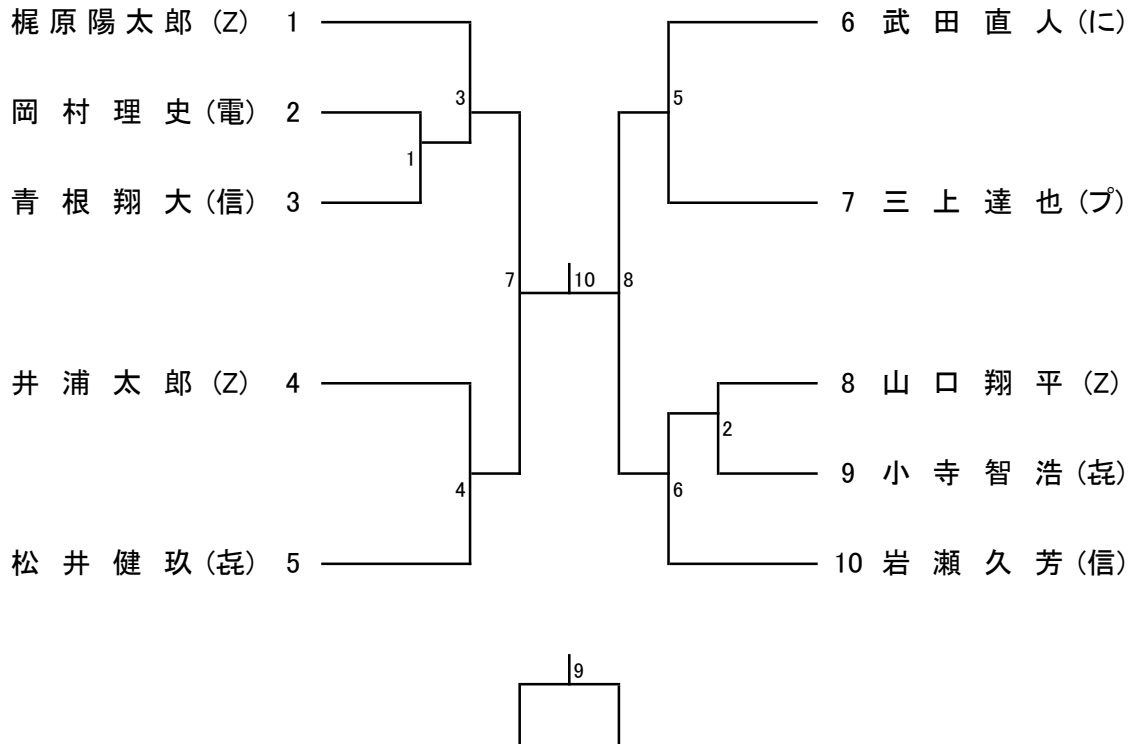 梶原陽太郎 (Z) 1
岡村理史 (電) 2
青根翔大 (信) 3
井浦太郎 (Z) 4
松井健玖 (㐂) 5
3
1
7
4
10
8
5
2
6
6 武田直人 (に)
7 三上達也 (プ)
8 山口翔平 (Z)
9 小寺智浩 (㐂)
10 岩瀬久芳 (信)
9